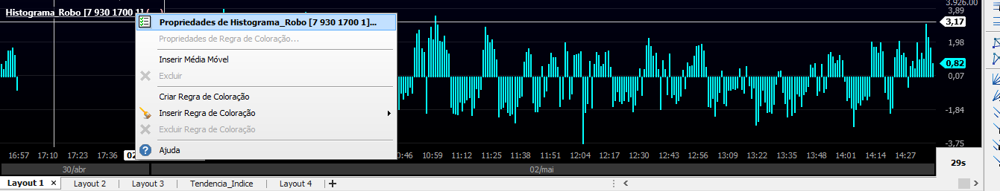 3.926.00
Histograma_Robo [7 930 1700 1] (
3,89
Propriedades de Histograma_Robo [7 930 1700 1]...
3,17
Propriedades de Regra de Coloração...
1,98
Inserir Média Móvel
0,82
Excluir
0,07
Criar Regra de Coloração
Inserir Regra de Coloração
-1,84
Excluir Regra de Coloração
-3,75
Ajuda
16:57 17:10 17:23 17:36 02 0:46 10:59 11:12 11:25 11:38 11:51 12:04 12:17 12:30 12:43 12:56 13:09 13:22 13:35 13:48 14:01 14:14 14:27
29s
30/abr 02/mai
Layout 1 × Layout 2 Layout 3 Tendencia_Indice Layout 4 +